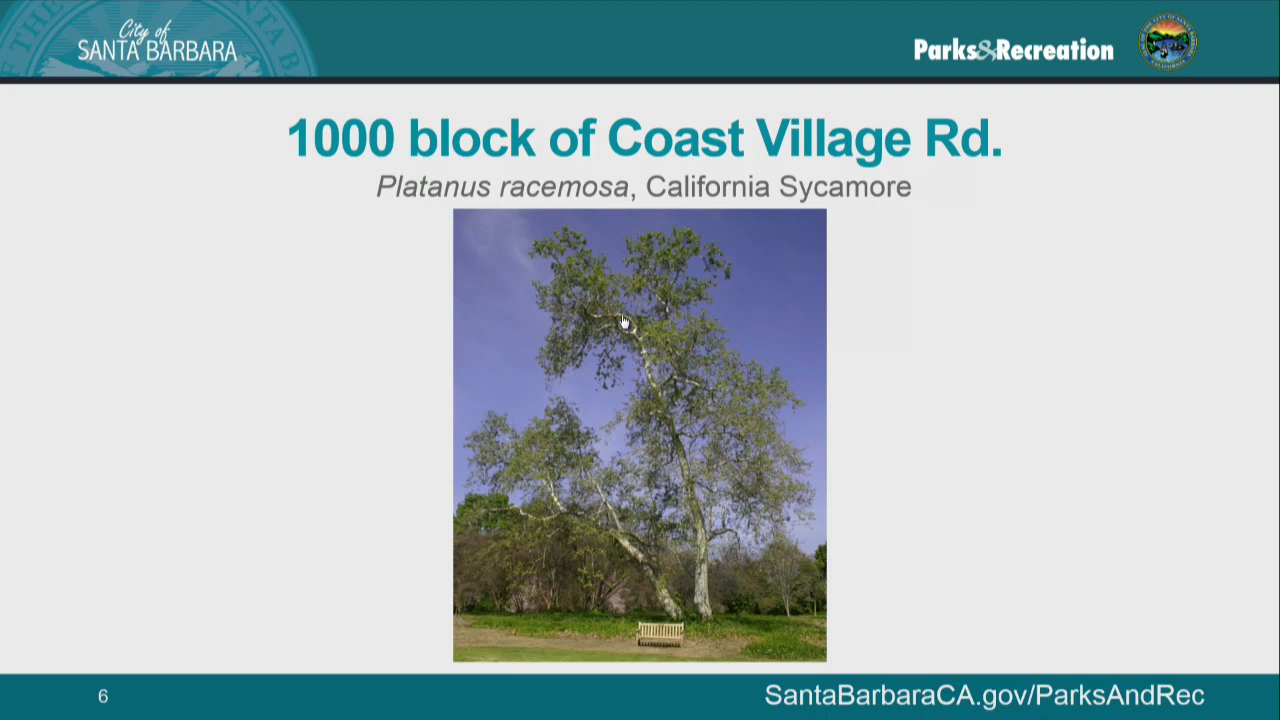 City of
SANTA BARBARA
Parks&Recreation
1000 block of Coast Village Rd.
Platanus racemosa, California Sycamore
6
SantaBarbaraCA.gov/ParksAndRec